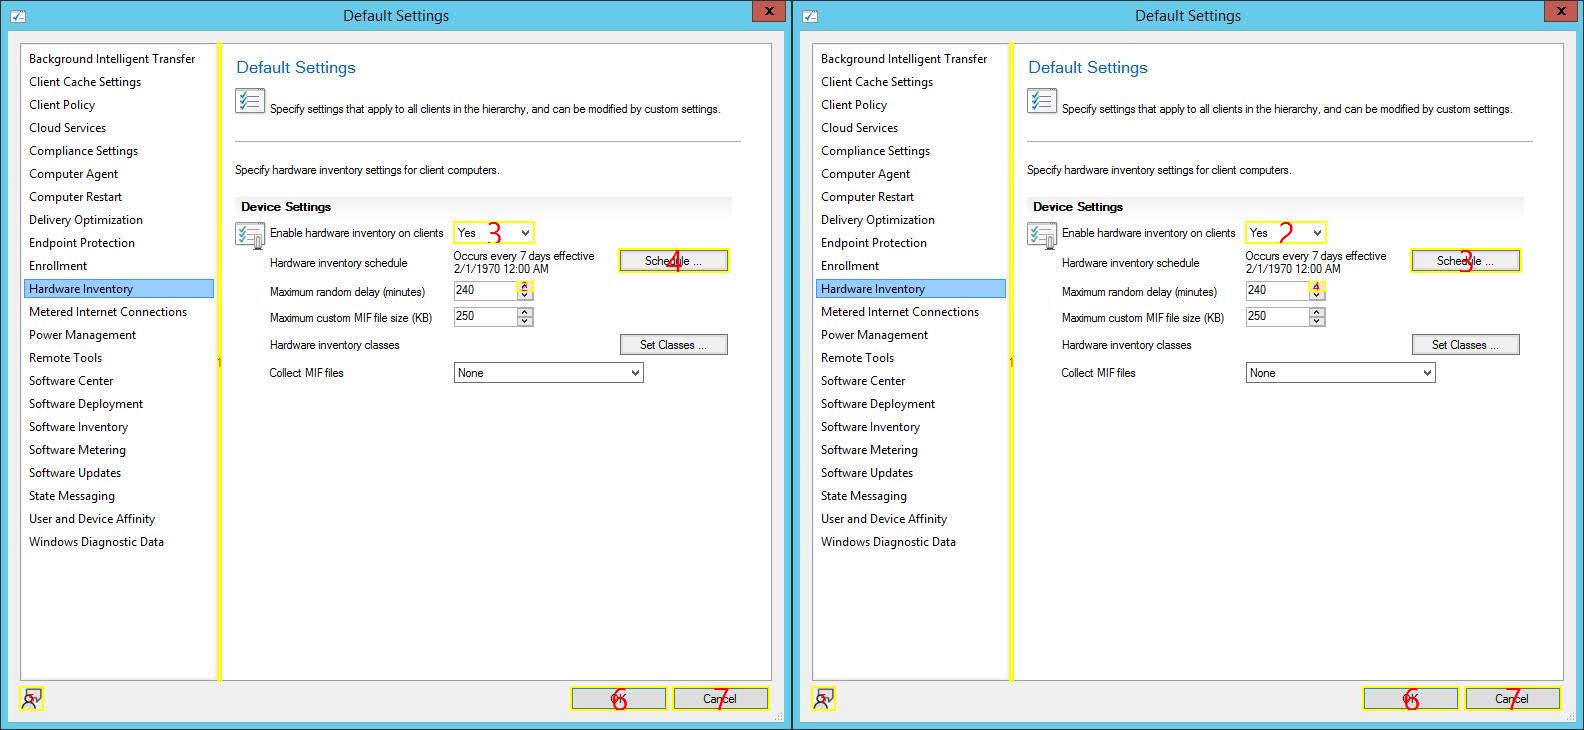 Default Settings
x
Background Intelligent Transfer
Client Cache Settings
Client Policy
Cloud Services
Compliance Settings
Computer Agent
Computer Restart
Delivery Optimization
Endpoint Protection
Enrollment
Hardware Inventory
Metered Internet Connections
Power Management
Remote Tools
Software Center
Software Deployment
Software Inventory
Software Metering
Software Updates
State Messaging
User and Device Affinity
Windows Diagnostic Data
1
Default Settings
Specify settings that apply to all clients in the hierarchy, and can be modified by custom settings.
Specify hardware inventory settings for client computers.
Device Settings
Enable hardware inventory on clients Yes 3
Hardware inventory schedule Occurs every 7 days effective
2/1/1970 12:00 AM
Schedule ... 4
Maximum random delay (minutes) 240
Maximum custom MIF file size (KB) 250
Hardware inventory classes Set Classes ...
Collect MIF files None
OK 6
Cancel 7
Default Settings
x
Background Intelligent Transfer
Client Cache Settings
Client Policy
Cloud Services
Compliance Settings
Computer Agent
Computer Restart
Delivery Optimization
Endpoint Protection
Enrollment
Hardware Inventory
Metered Internet Connections
Power Management
Remote Tools
Software Center
Software Deployment
Software Inventory
Software Metering
Software Updates
State Messaging
User and Device Affinity
Windows Diagnostic Data
1
Default Settings
Specify settings that apply to all clients in the hierarchy, and can be modified by custom settings.
Specify hardware inventory settings for client computers.
Device Settings
Enable hardware inventory on clients Yes 2
Hardware inventory schedule Occurs every 7 days effective
2/1/1970 12:00 AM
Schedule ... 3
Maximum random delay (minutes) 240 4
Maximum custom MIF file size (KB) 250
Hardware inventory classes Set Classes ...
Collect MIF files None
OK 6
Cancel 7